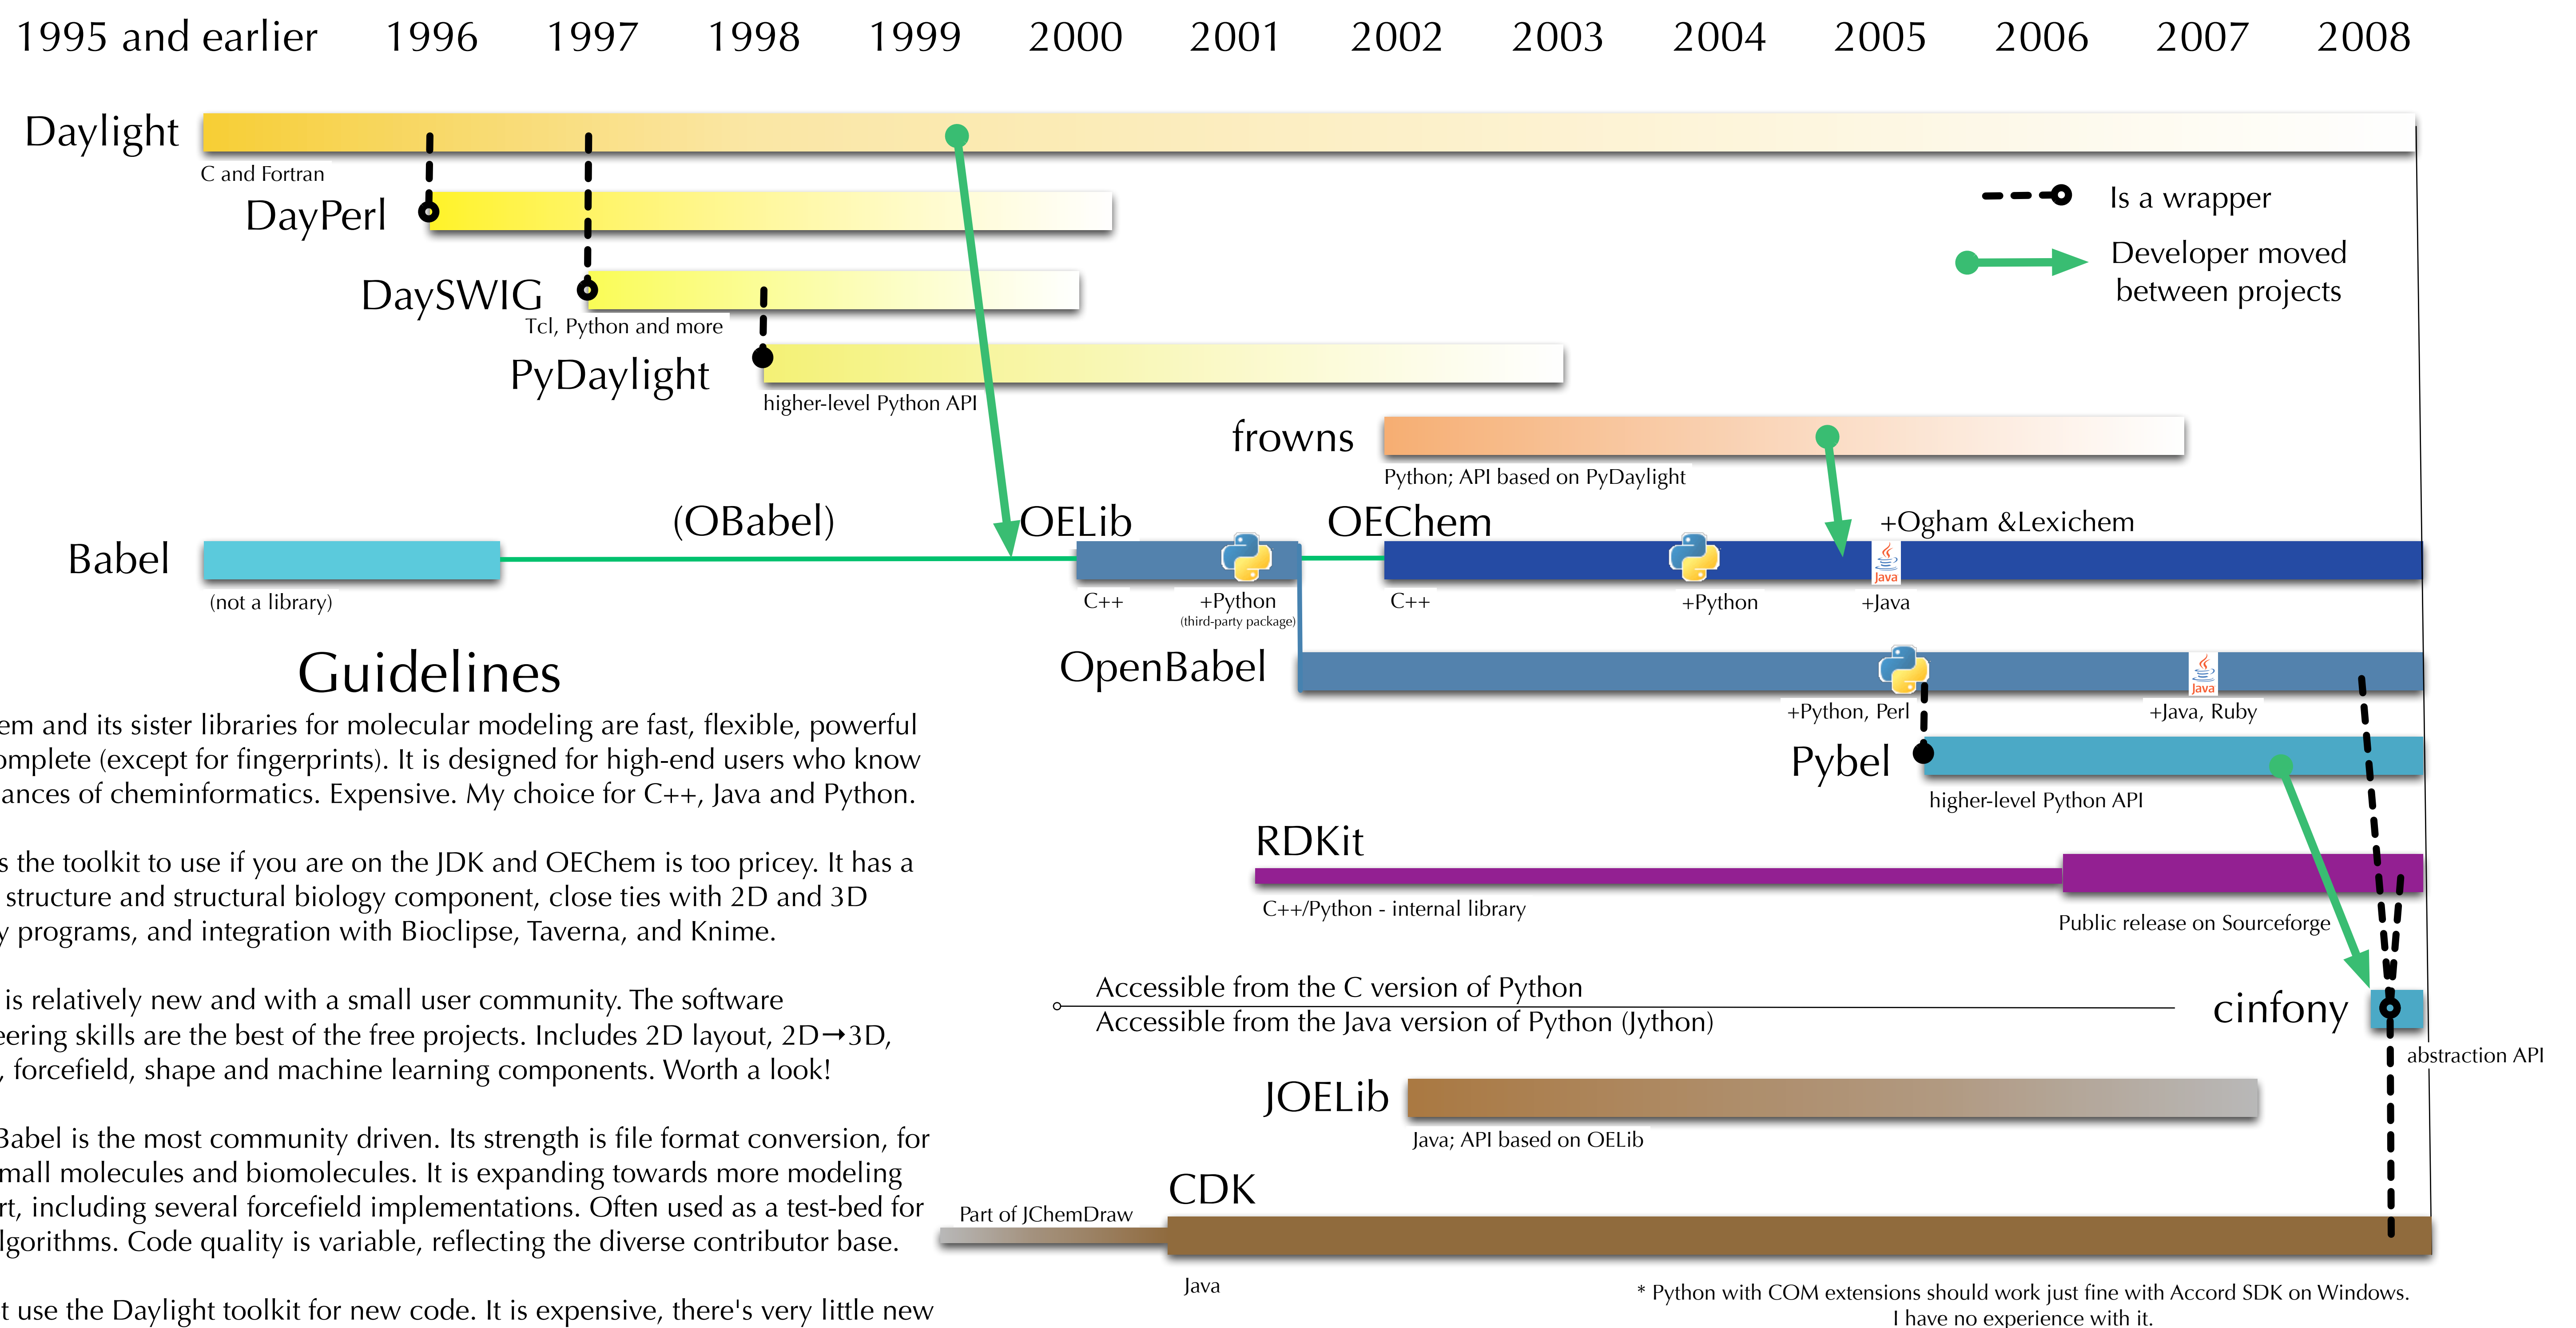 1995 and earlier 1996 1997 1998 1999 2000 2001 2002 2003 2004 2005 2006 2007 2008
Daylight
C and Fortran
DayPerl
Is a wrapper
Developer moved
between projects
DaySWIG
Tcl, Python and more
PyDaylight
higher-level Python API
frowns
Python; API based on PyDaylight
(OBabel)
OELib
OEChem
+Ogham &Lexichem
Babel
(not a library)
C++
+Python
(third-party package)
C++
+Python
Java
+Java
OpenBabel
+Python, Perl
Java
+Java, Ruby
Pybel
higher-level Python API
RDKit
C++/Python - internal library
Public release on Sourceforge
Accessible from the C version of Python
Accessible from the Java version of Python (Jython)
cinfony
abstraction API
JOELib
Java; API based on OELib
CDK
Part of JChemDraw
Java
* Python with COM extensions should work just fine with Accord SDK on Windows.
I have no experience with it.
Guidelines
and its sister libraries for molecular modeling are fast, flexible, powerful
(except for fingerprints). It is designed for high-end users who know
of cheminformatics. Expensive. My choice for C++, Java and Python.
the toolkit to use if you are on the JDK and OEChem is too pricey. It has a
structure and structural biology component, close ties with 2D and 3D
programs, and integration with Bioclipse, Taverna, and Knime.
is relatively new and with a small user community. The software
skills are the best of the free projects. Includes 2D layout, 2D→3D,
, forcefield, shape and machine learning components. Worth a look!
Babel is the most community driven. Its strength is file format conversion, for
small molecules and biomolecules. It is expanding towards more modeling
including several forcefield implementations. Often used as a test-bed for
Code quality is variable, reflecting the diverse contributor base.
use the Daylight toolkit for new code. It is expensive, there's very little new